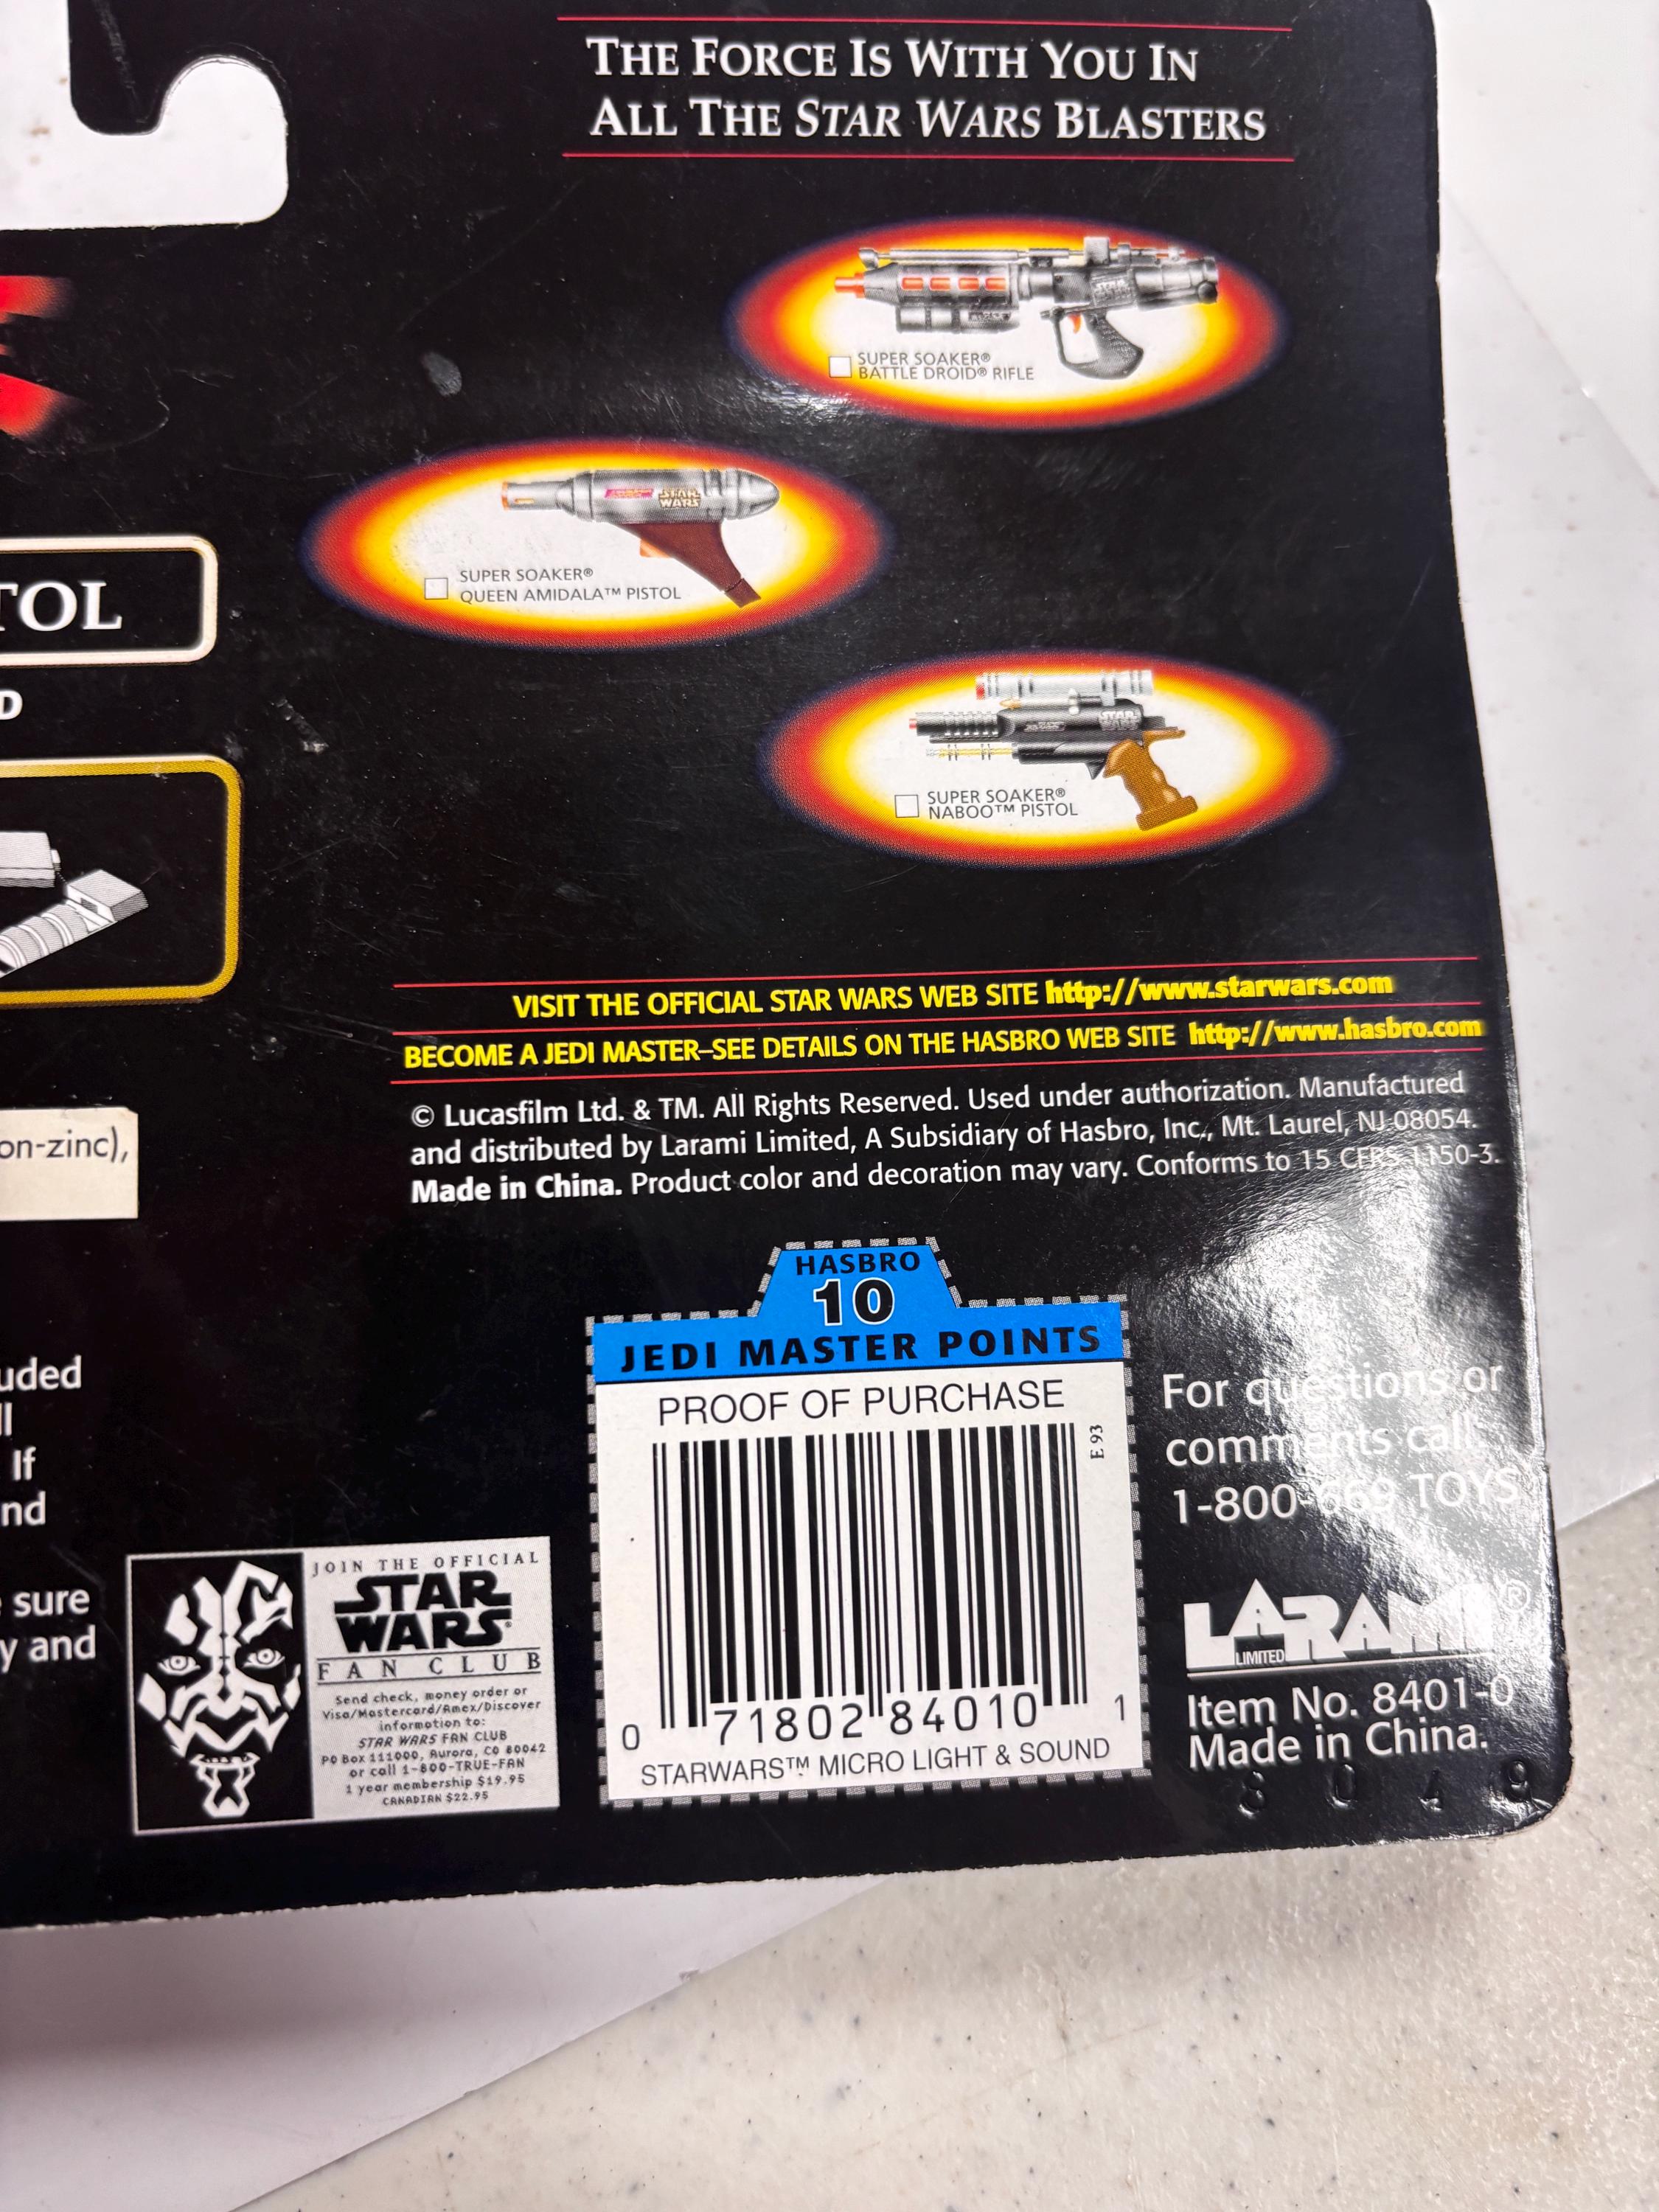 THE FORCE IS WITH YOU IN
ALL THE STAR WARS BLASTERS
STAR
SUPER SOAKER®
BATTLE DROID® RIFLE
STAR
WARS
SUPER SOAKER®
QUEEN AMIDALA™ PISTOL
STAR
WARS
SUPER SOAKER®
NABOO™ PISTOL
TOL
D
VISIT THE OFFICIAL STAR WARS WEB SITE http://www.starwars.com
BECOME A JEDI MASTER–SEE DETAILS ON THE HASBRO WEB SITE http://www.hasbro.com
© Lucasfilm Ltd. & TM. All Rights Reserved. Used under authorization. Manufactured
and distributed by Larami Limited, A Subsidiary of Hasbro, Inc., Mt. Laurel, NJ 08054.
Made in China. Product color and decoration may vary. Conforms to 15 CFRS 1150-3.
on-zinc),
uded
ll
If
nd
sure
y and
JOIN THE OFFICIAL
STAR
WARS
FAN CLUB
Send check, money order or
Visa/Mastercard/Amex/Discover
information to:
STAR WARS FAN CLUB
PO Box 111000, Aurora, CO 80042
or call 1-800-TRUE-FAN
1 year membership $19.95
CANADIAN $22.95
HASBRO
10
JEDI MASTER POINTS
PROOF OF PURCHASE
E 93
0 71802 84010 1
STARWARS™ MICRO LIGHT & SOUND
For questions or
comments call:
1-800-669 TOYS
LARAMI®
LIMITED
Item No. 8401-0
Made in China.